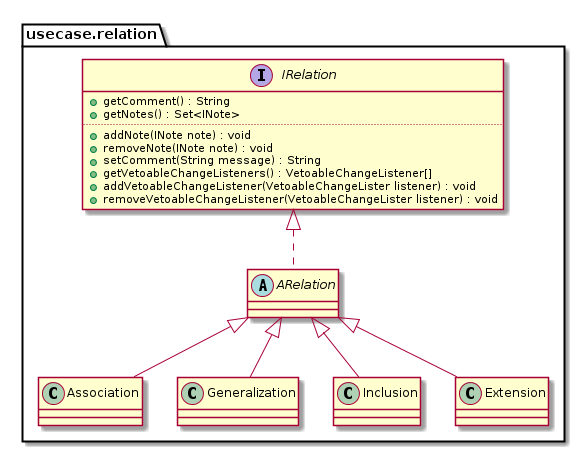 usecase.relation
I IRelation
getComment() : String
getNotes() : Set<INote>
addNote(INote note) : void
removeNote(INote note) : void
setComment(String message) : String
getVetoableChangeListeners() : VetoableChangeListener[]
addVetoableChangeListener(VetoableChangeLister listener) : void
removeVetoableChangeListener(VetoableChangeLister listener) : void
A ARelation
C Association
C Generalization
C Inclusion
C Extension